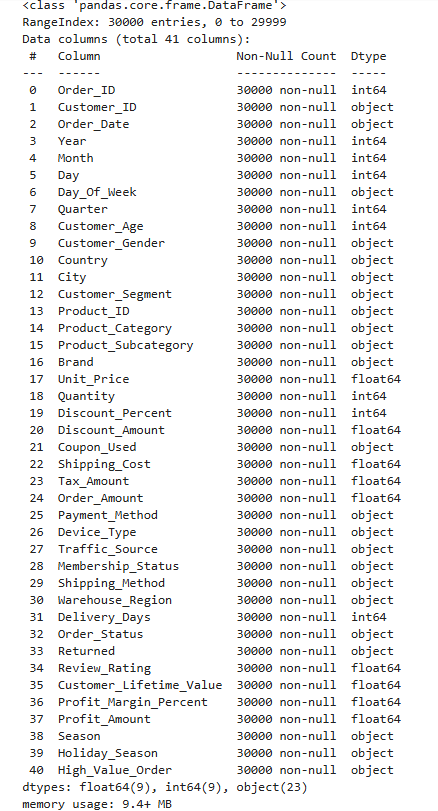 <class 'pandas.core.frame.DataFrame'>
RangeIndex: 30000 entries, 0 to 29999
Data columns (total 41 columns):
 #   Column                   Non-Null Count  Dtype
---  ------                   --------------  -----
 0   Order_ID                 30000 non-null  int64
 1   Customer_ID              30000 non-null  object
 2   Order_Date               30000 non-null  object
 3   Year                     30000 non-null  int64
 4   Month                    30000 non-null  int64
 5   Day                      30000 non-null  int64
 6   Day_Of_Week              30000 non-null  object
 7   Quarter                  30000 non-null  int64
 8   Customer_Age             30000 non-null  int64
 9   Customer_Gender          30000 non-null  object
 10  Country                  30000 non-null  object
 11  City                     30000 non-null  object
 12  Customer_Segment         30000 non-null  object
 13  Product_ID               30000 non-null  object
 14  Product_Category         30000 non-null  object
 15  Product_Subcategory      30000 non-null  object
 16  Brand                    30000 non-null  object
 17  Unit_Price               30000 non-null  float64
 18  Quantity                 30000 non-null  int64
 19  Discount_Percent         30000 non-null  int64
 20  Discount_Amount          30000 non-null  float64
 21  Coupon_Used              30000 non-null  object
 22  Shipping_Cost            30000 non-null  float64
 23  Tax_Amount               30000 non-null  float64
 24  Order_Amount             30000 non-null  float64
 25  Payment_Method           30000 non-null  object
 26  Device_Type              30000 non-null  object
 27  Traffic_Source           30000 non-null  object
 28  Membership_Status        30000 non-null  object
 29  Shipping_Method          30000 non-null  object
 30  Warehouse_Region         30000 non-null  object
 31  Delivery_Days            30000 non-null  int64
 32  Order_Status             30000 non-null  object
 33  Returned                 30000 non-null  object
 34  Review_Rating            30000 non-null  float64
 35  Customer_Lifetime_Value  30000 non-null  float64
 36  Profit_Margin_Percent    30000 non-null  float64
 37  Profit_Amount            30000 non-null  float64
 38  Season                   30000 non-null  object
 39  Holiday_Season           30000 non-null  object
 40  High_Value_Order         30000 non-null  object
dtypes: float64(9), int64(9), object(23)
memory usage: 9.4+ MB